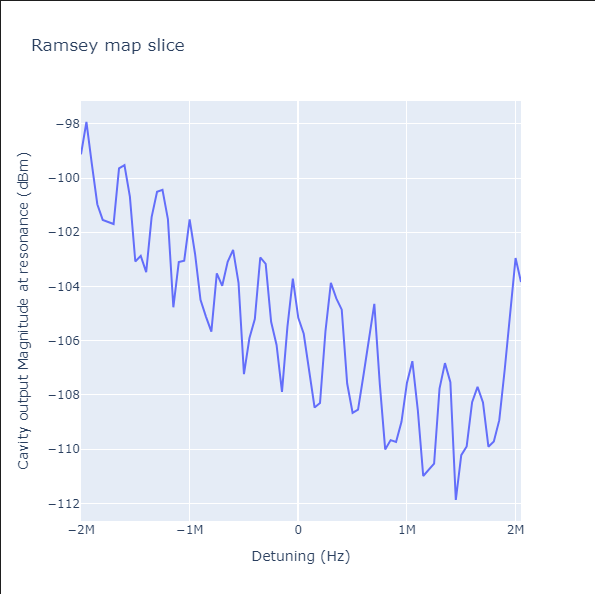 Ramsey map slice
Cavity output Magnitude at resonance (dBm)
−98
−100
−102
−104
−106
−108
−110
−112
−2M −1M 0 1M 2M
Detuning (Hz)